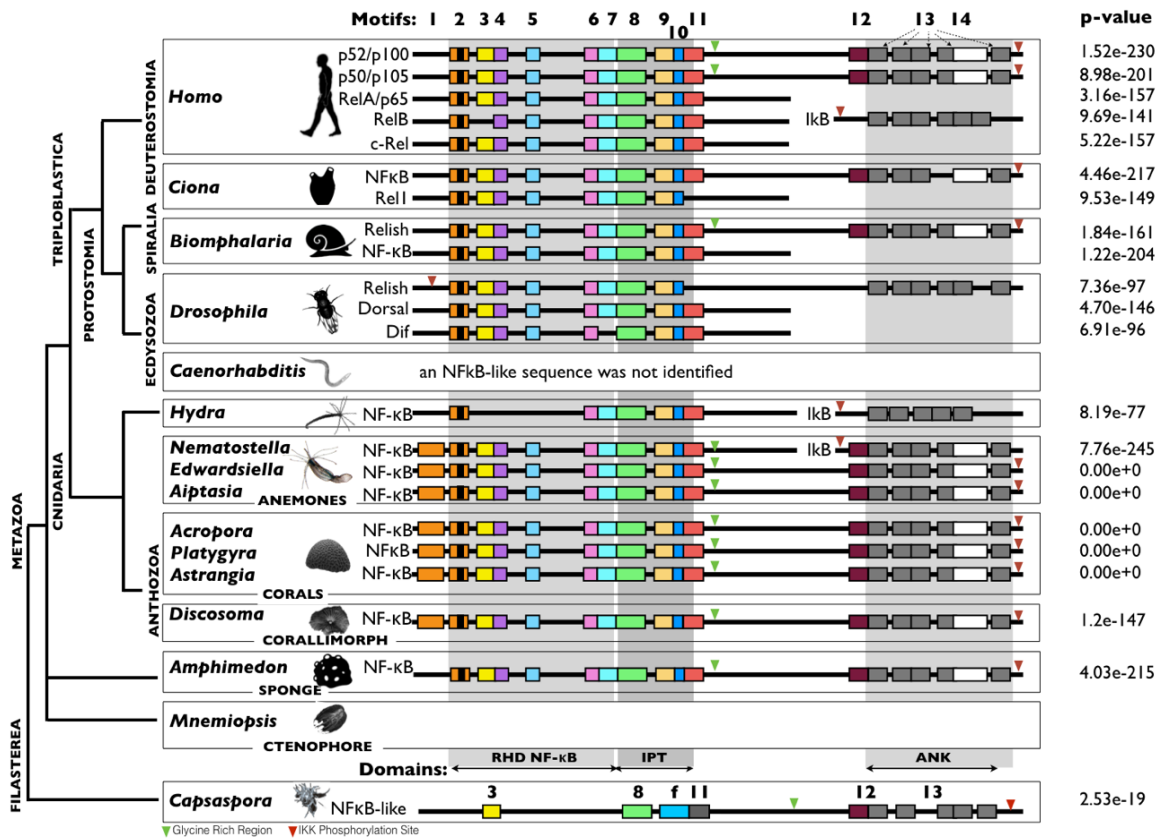 Motifs: 1 2 3 4 5 6 7 8 9 10 11 12 13 14 p-value
Homo
p52/p100 1.52e-230
p50/p105 8.98e-201
RelA/p65 3.16e-157
RelB IkB 9.69e-141
c-Rel 5.22e-157
Ciona
NFκB 4.46e-217
Rel1 9.53e-149
Biomphalaria
Relish 1.84e-161
NF-κB 1.22e-204
Drosophila
Relish 7.36e-97
Dorsal 4.70e-146
Dif 6.91e-96
Caenorhabditis an NFkB-like sequence was not identified
Hydra NF-κB IkB 8.19e-77
Nematostella NF-κB IkB 7.76e-245
Edwardsiella NF-κB 0.00e+0
Aiptasia NF-κB 0.00e+0
ANEMONES
Acropora NF-κB 0.00e+0
Platygyra NFκB 0.00e+0
Astrangia NF-κB 0.00e+0
CORALS
Discosoma NF-κB 1.2e-147
CORALLIMORPH
Amphimedon NF-κB 4.03e-215
SPONGE
Mnemiopsis
CTENOPHORE
Domains: RHD NF-κB IPT ANK
3 8 f 11 12 13
Capsaspora NFκB-like 2.53e-19
Glycine Rich Region IKK Phosphorylation Site
METAZOA
FILASTEREA
CNIDARIA
TRIPLOBLASTICA
PROTOSTOMIA
DEUTEROSTOMIA
SPIRALIA
ECDYSOZOA
ANTHOZOA